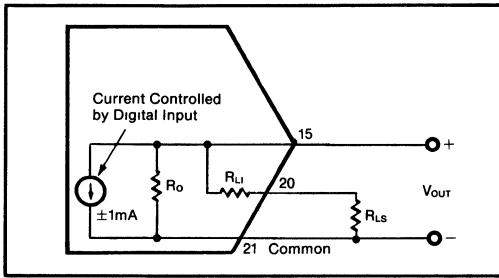 Current Controlled
by Digital Input
15
RO
RLI
20
±1mA
RLS
VOUT
+
−
21 Common